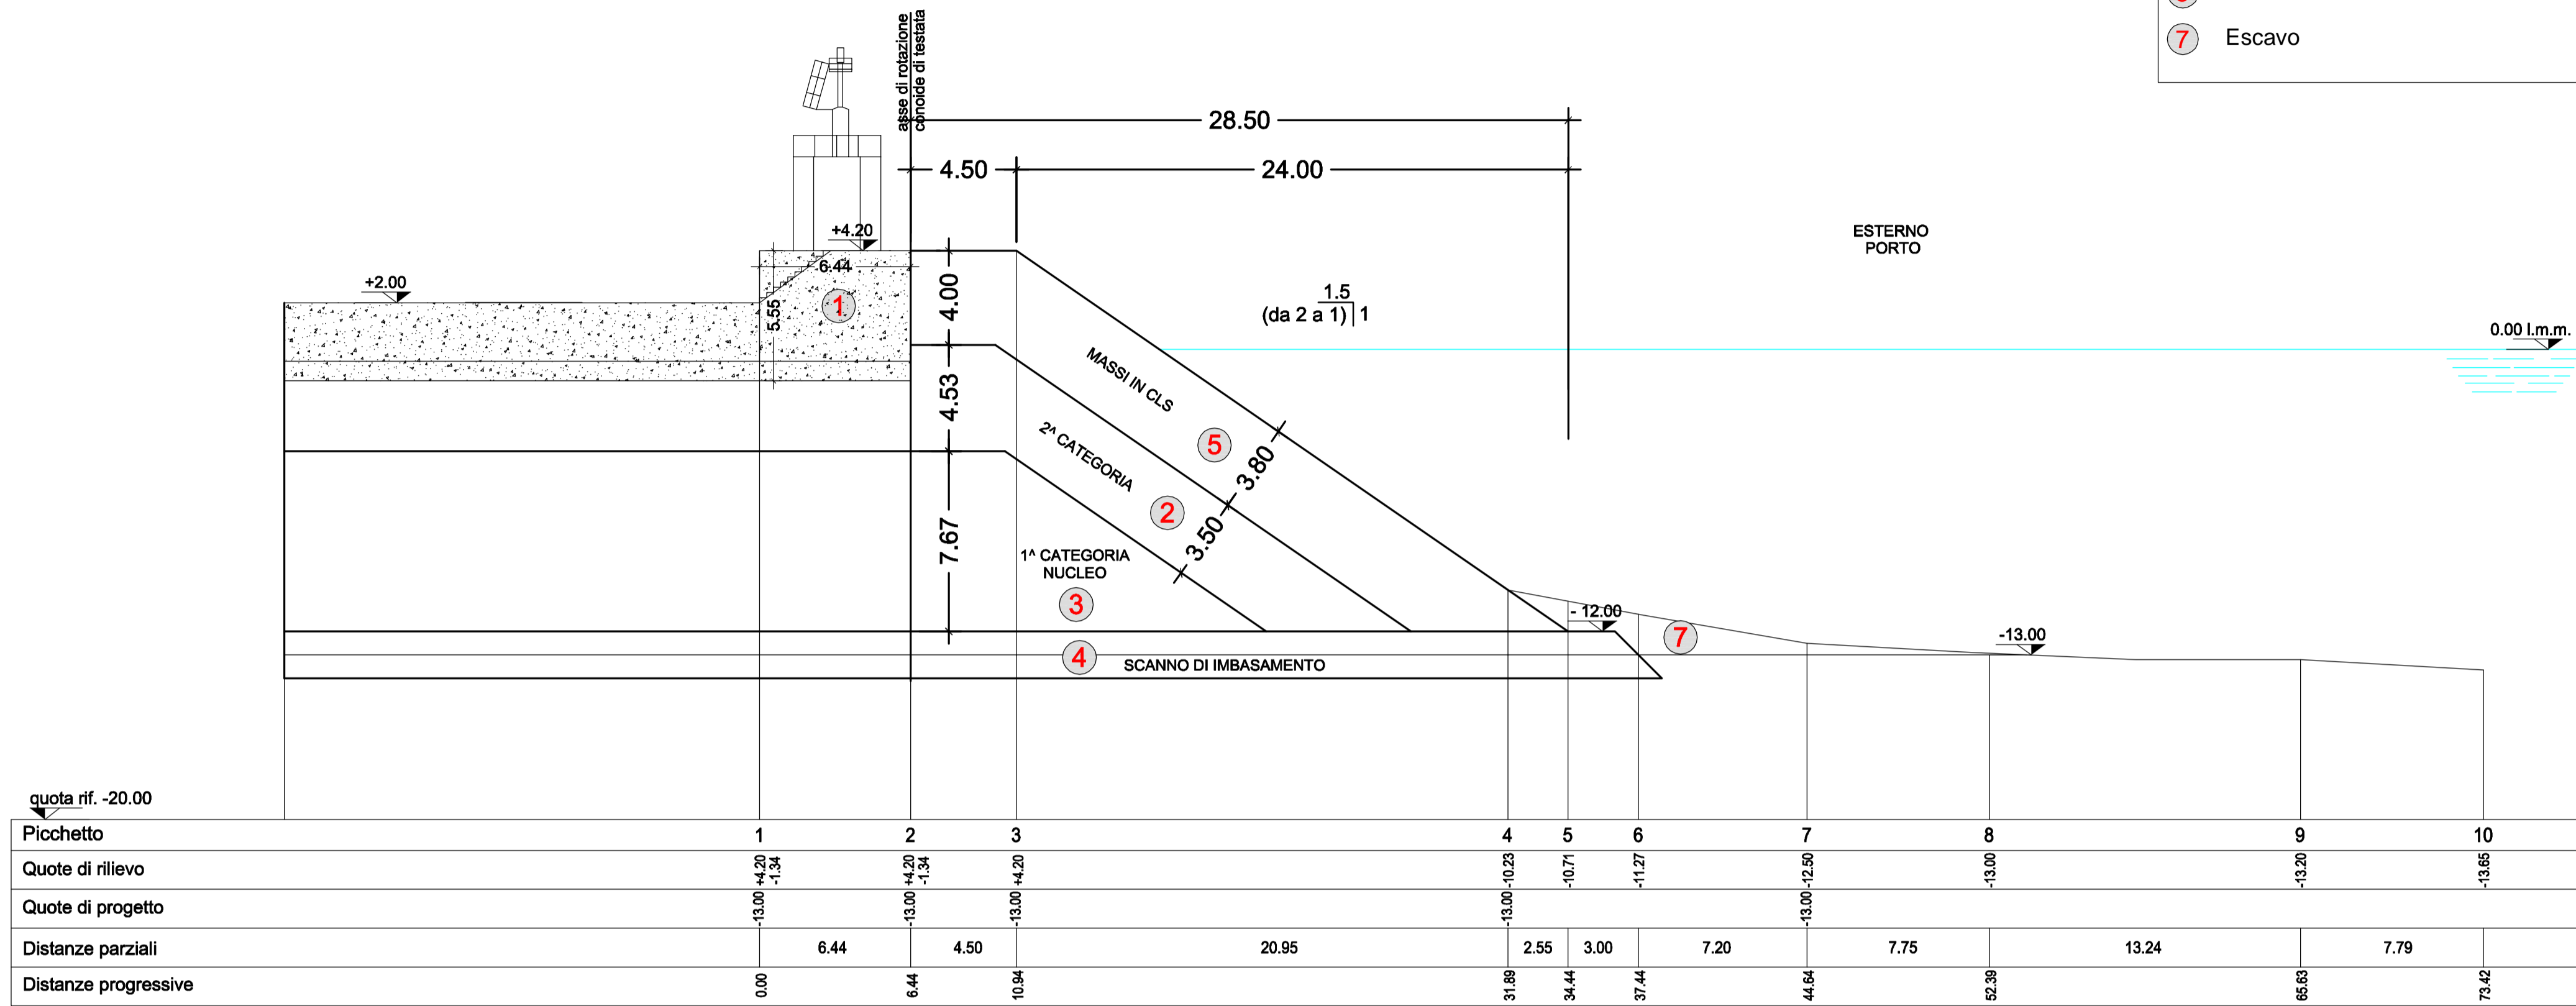 7 Escavo
asse di rotazione
conoide di testata
28.50
4.50
24.00
ESTERNO
PORTO
+4.20
6.44
+2.00
5.55
1
4.00
1.5
(da 2 a 1) 1
0.00 l.m.m.
MASSI IN CLS
4.53
2^ CATEGORIA
5
3.80
2
3.50
7.67
1^ CATEGORIA
NUCLEO
3
- 12.00
7
-13.00
4
SCANNO DI IMBASAMENTO
quota rif. -20.00
Picchetto 1 2 3 4 5 6 7 8 9 10
Quote di rilievo +4.20 -1.34 +4.20 -1.34 +4.20 -10.23 -10.71 -11.27 -12.50 -13.00 -13.20 -13.65
Quote di progetto -13.00 -13.00 -13.00 -13.00 -13.00
Distanze parziali 6.44 4.50 20.95 2.55 3.00 7.20 7.75 13.24 7.79
Distanze progressive 0.00 6.44 10.94 31.89 34.44 37.44 44.64 52.39 65.63 73.42